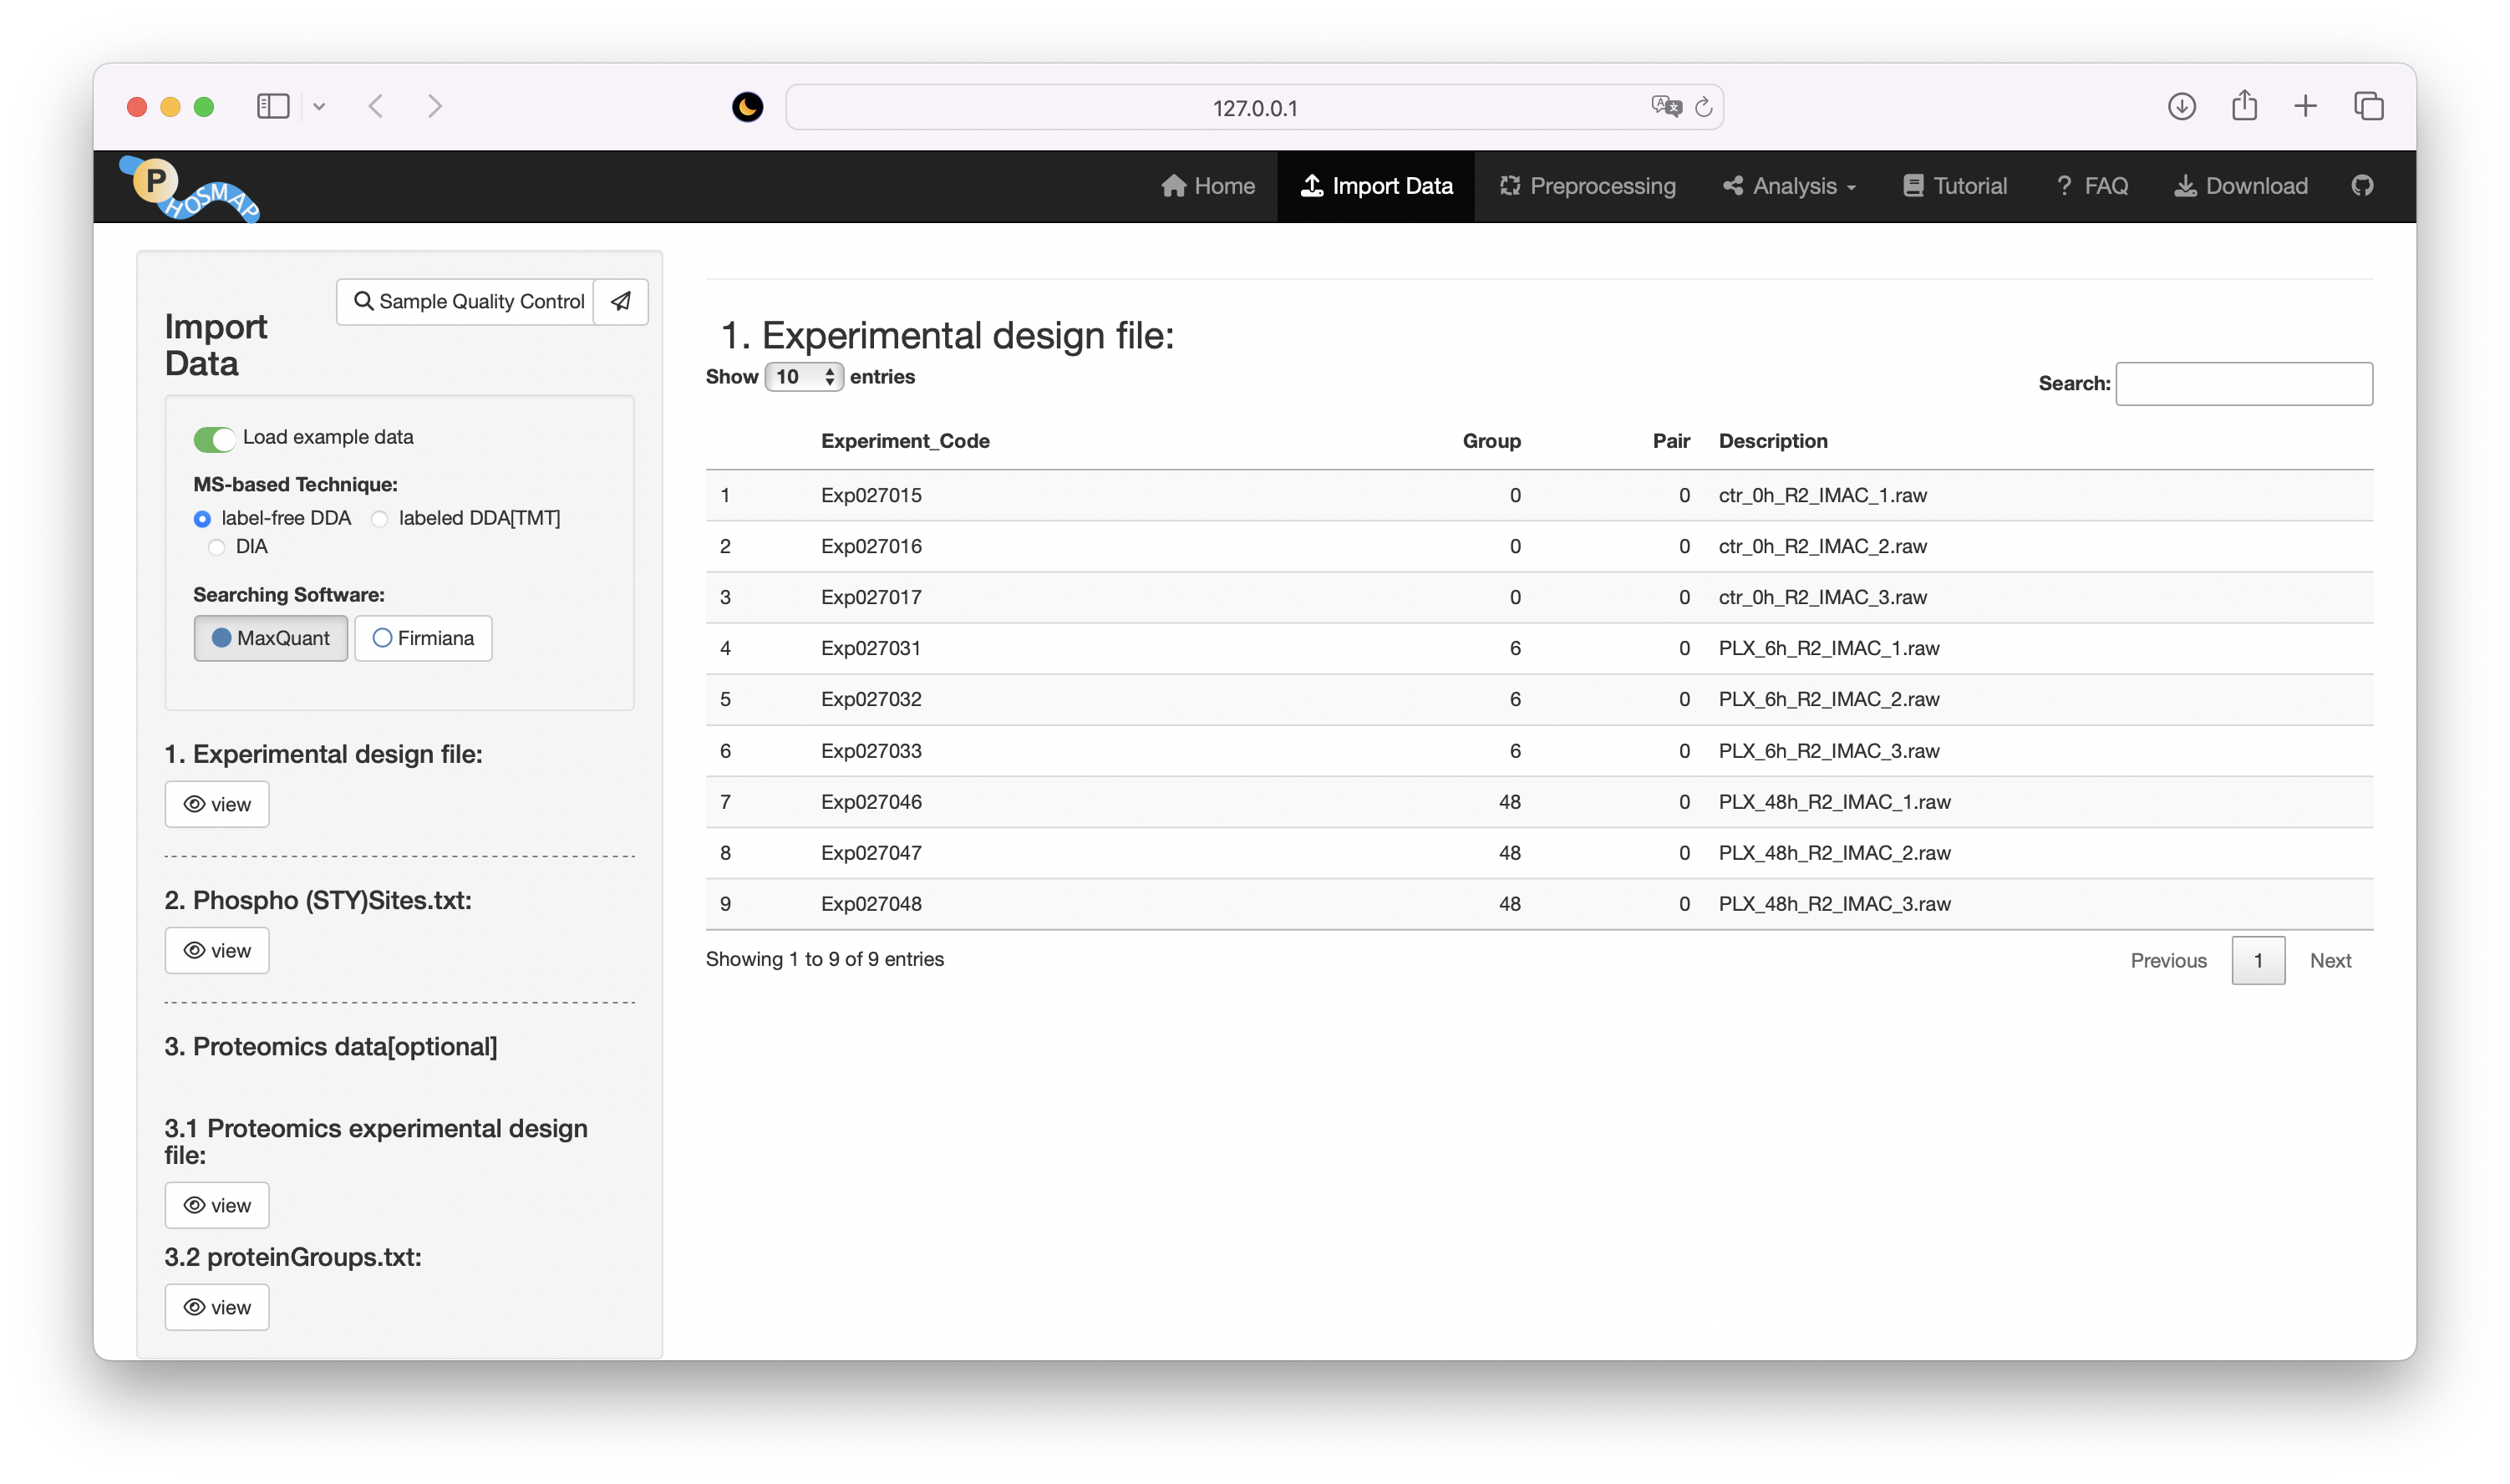 127.0.0.1
PHOSMAP
Home Import Data Preprocessing Analysis Tutorial ? FAQ Download
Sample Quality Control
Import
Data
Load example data
MS-based Technique:
label-free DDA labeled DDA[TMT]
DIA
Searching Software:
MaxQuant Firmiana
1. Experimental design file:
view
2. Phospho (STY)Sites.txt:
view
3. Proteomics data[optional]
3.1 Proteomics experimental design
file:
view
3.2 proteinGroups.txt:
view
1. Experimental design file:
Show 10 entries
Search:
Experiment_Code Group Pair Description
1 Exp027015 0 0 ctr_0h_R2_IMAC_1.raw
2 Exp027016 0 0 ctr_0h_R2_IMAC_2.raw
3 Exp027017 0 0 ctr_0h_R2_IMAC_3.raw
4 Exp027031 6 0 PLX_6h_R2_IMAC_1.raw
5 Exp027032 6 0 PLX_6h_R2_IMAC_2.raw
6 Exp027033 6 0 PLX_6h_R2_IMAC_3.raw
7 Exp027046 48 0 PLX_48h_R2_IMAC_1.raw
8 Exp027047 48 0 PLX_48h_R2_IMAC_2.raw
9 Exp027048 48 0 PLX_48h_R2_IMAC_3.raw
Showing 1 to 9 of 9 entries
Previous 1 Next